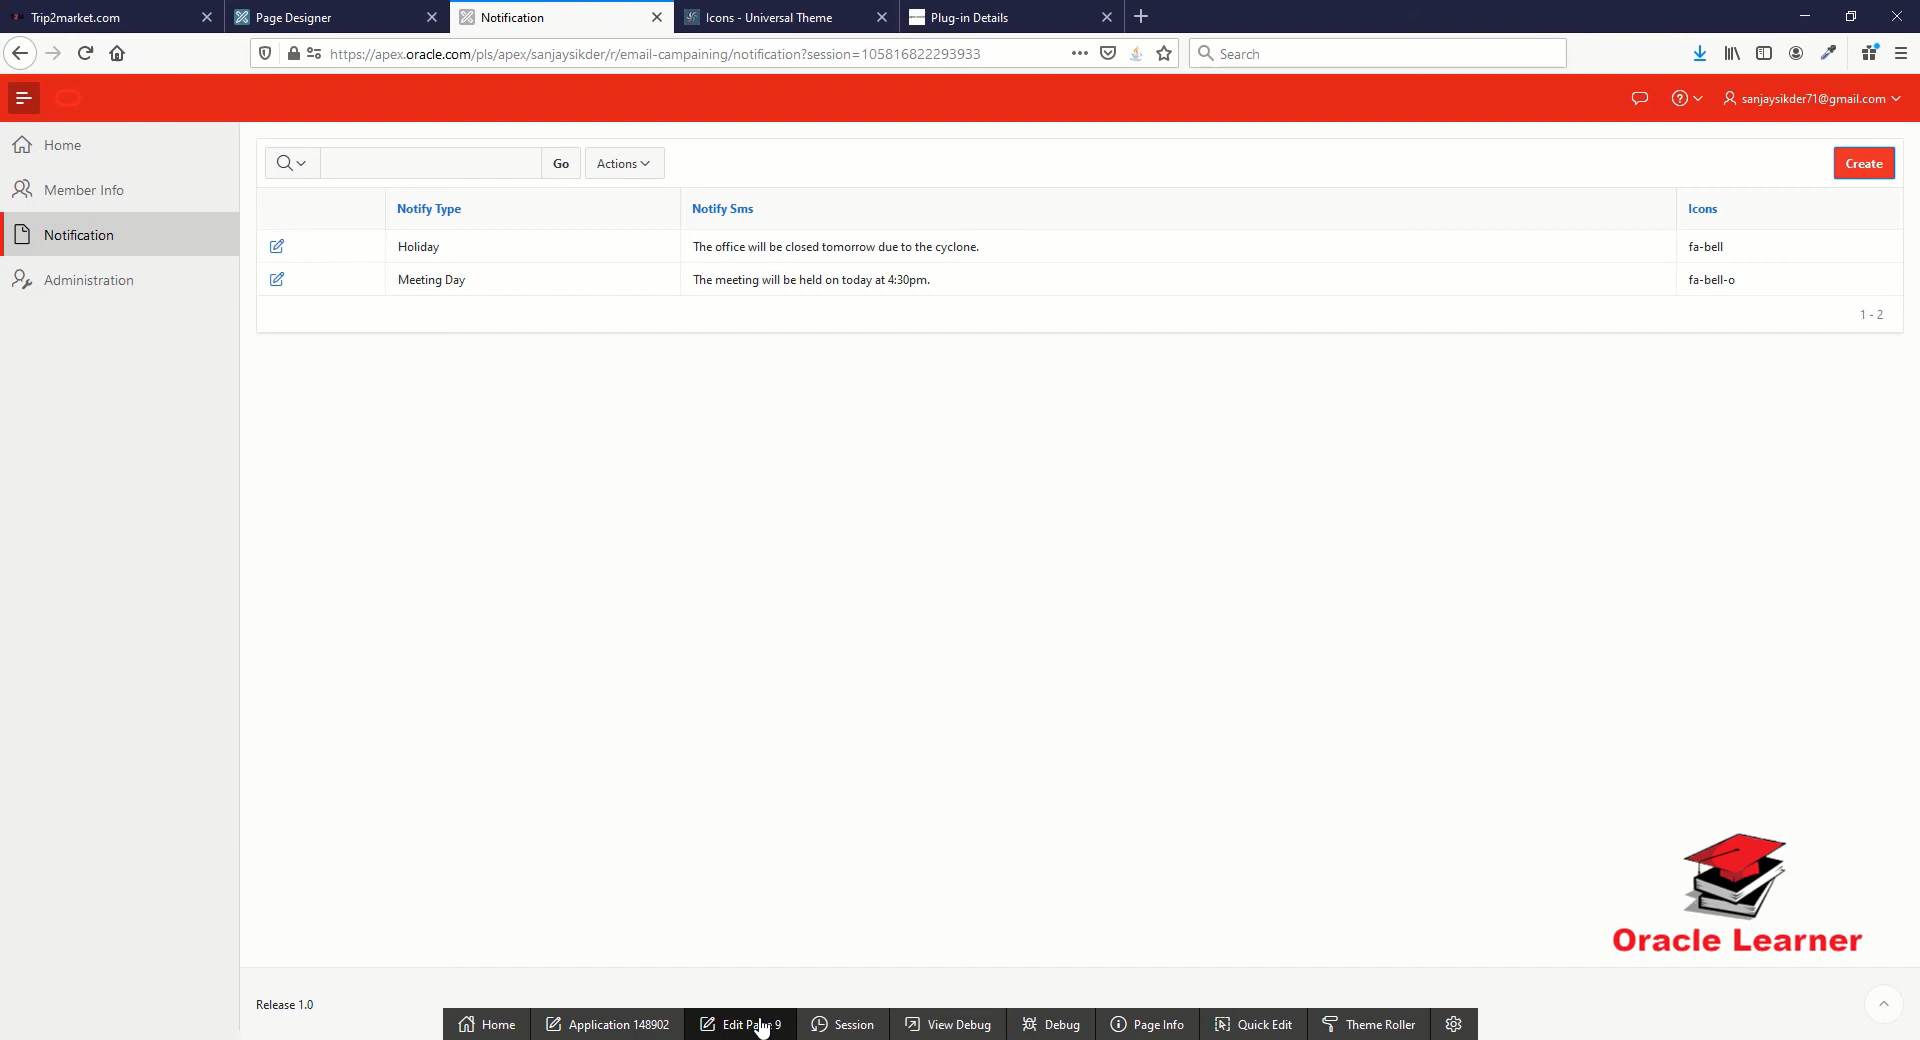 Trip2market.com
Page Designer
Notification
Icons - Universal Theme
Plug-in Details
https://apex.oracle.com/pls/apex/sanjaysikder/r/email-campaining/notification?session=105816822293933
Search
sanjaysikder71@gmail.com
Home
Member Info
Notification
Administration
Go
Actions
Create
Notify Type Notify Sms Icons
Holiday The office will be closed tomorrow due to the cyclone. fa-bell
Meeting Day The meeting will be held on today at 4:30pm. fa-bell-o
1 - 2
Oracle Learner
Release 1.0
Home Application 148902 Edit Page 9 Session View Debug Debug Page Info Quick Edit Theme Roller